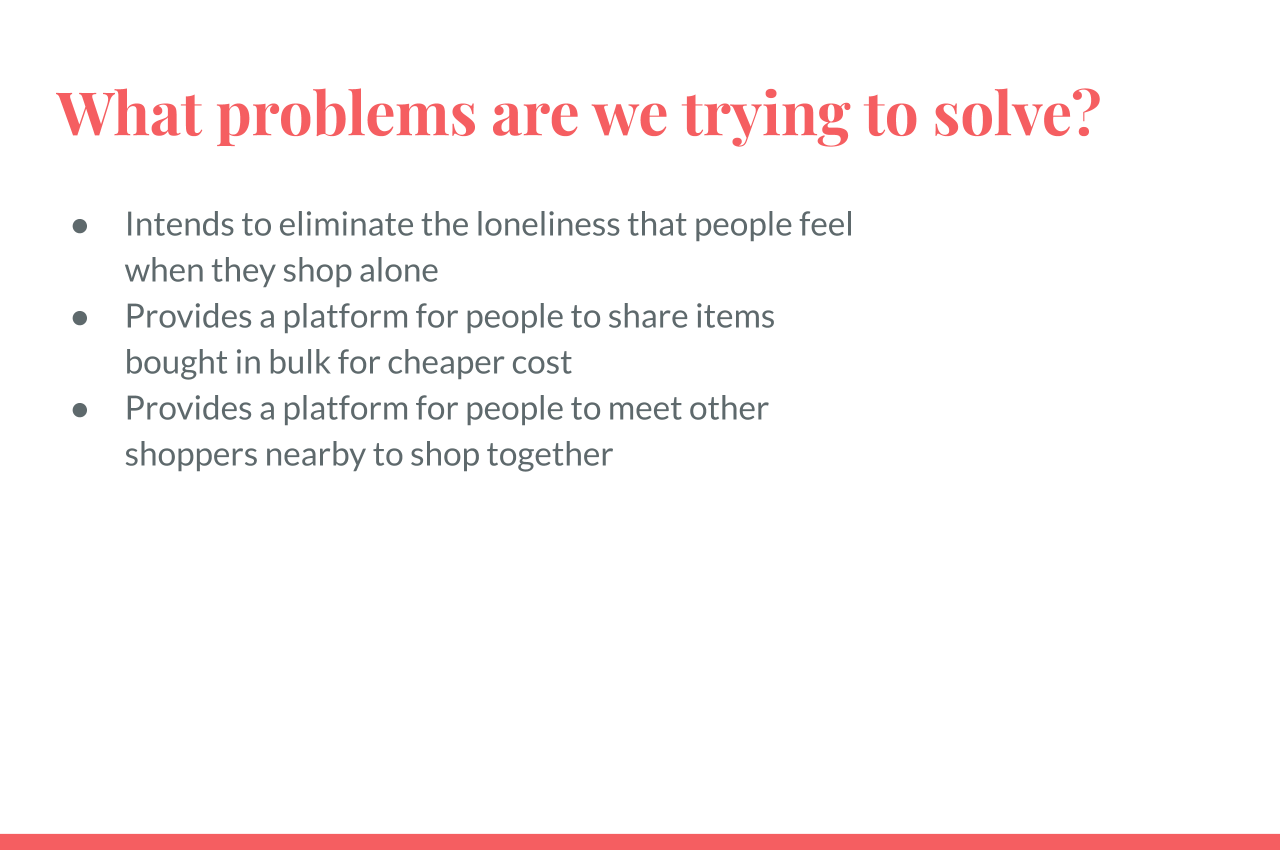 What problems are we trying to solve?
● Intends to eliminate the loneliness that people feel
when they shop alone
● Provides a platform for people to share items
bought in bulk for cheaper cost
● Provides a platform for people to meet other
shoppers nearby to shop together